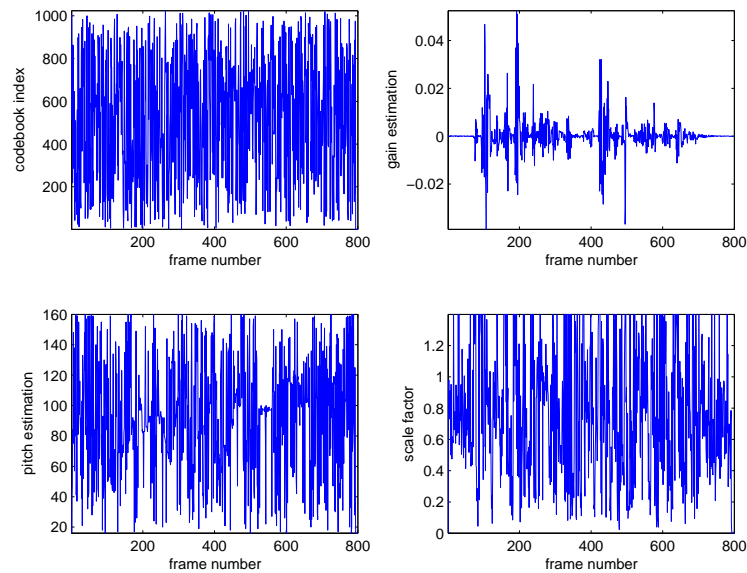 1000
800
600
400
200
codebook index
200 400 600 800
frame number
0.04
0.02
0
−0.02
gain estimation
200 400 600 800
frame number
160
140
120
100
80
60
40
20
pitch estimation
200 400 600 800
frame number
1.2
1
0.8
0.6
0.4
0.2
0
scale factor
200 400 600 800
frame number